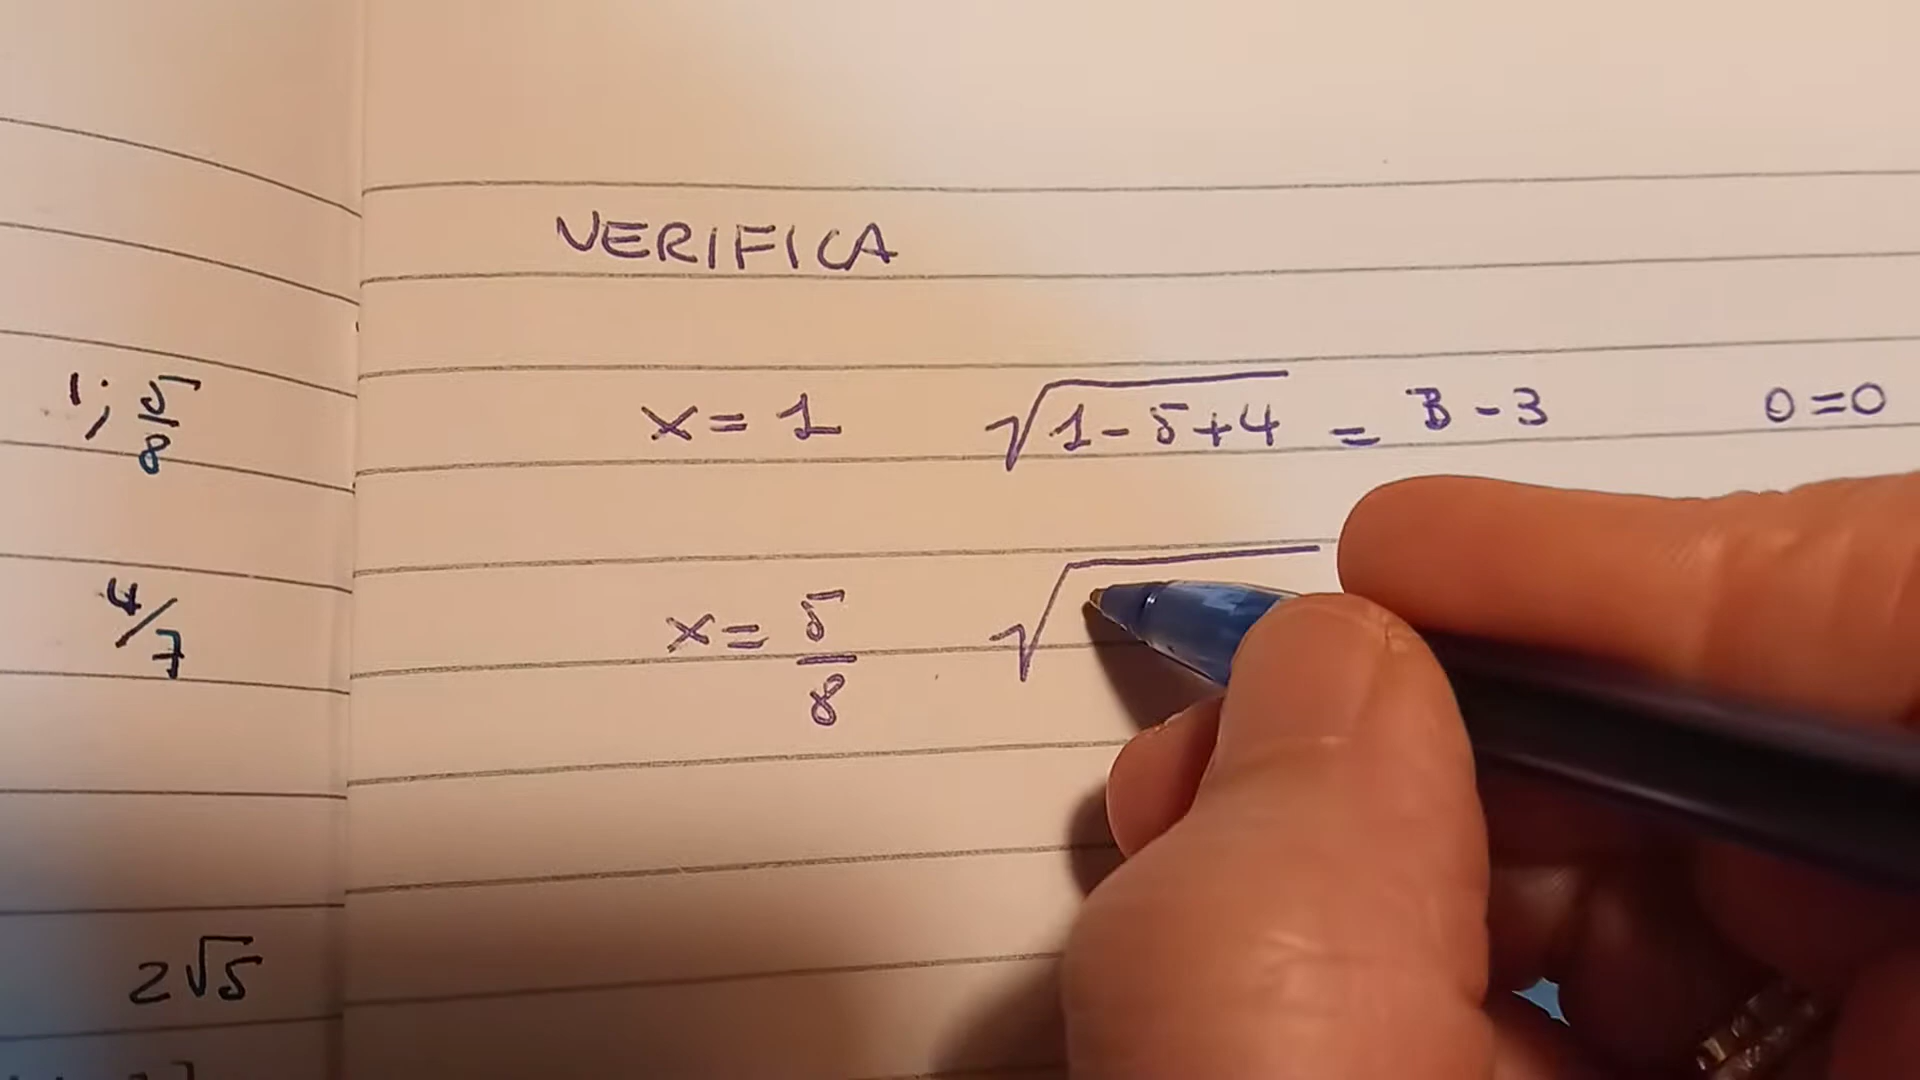 VERIFICA
1; 5/8
x = 1 √1-5+4 = 3-3 0=0
4/7
x = 5/8 √
2√5